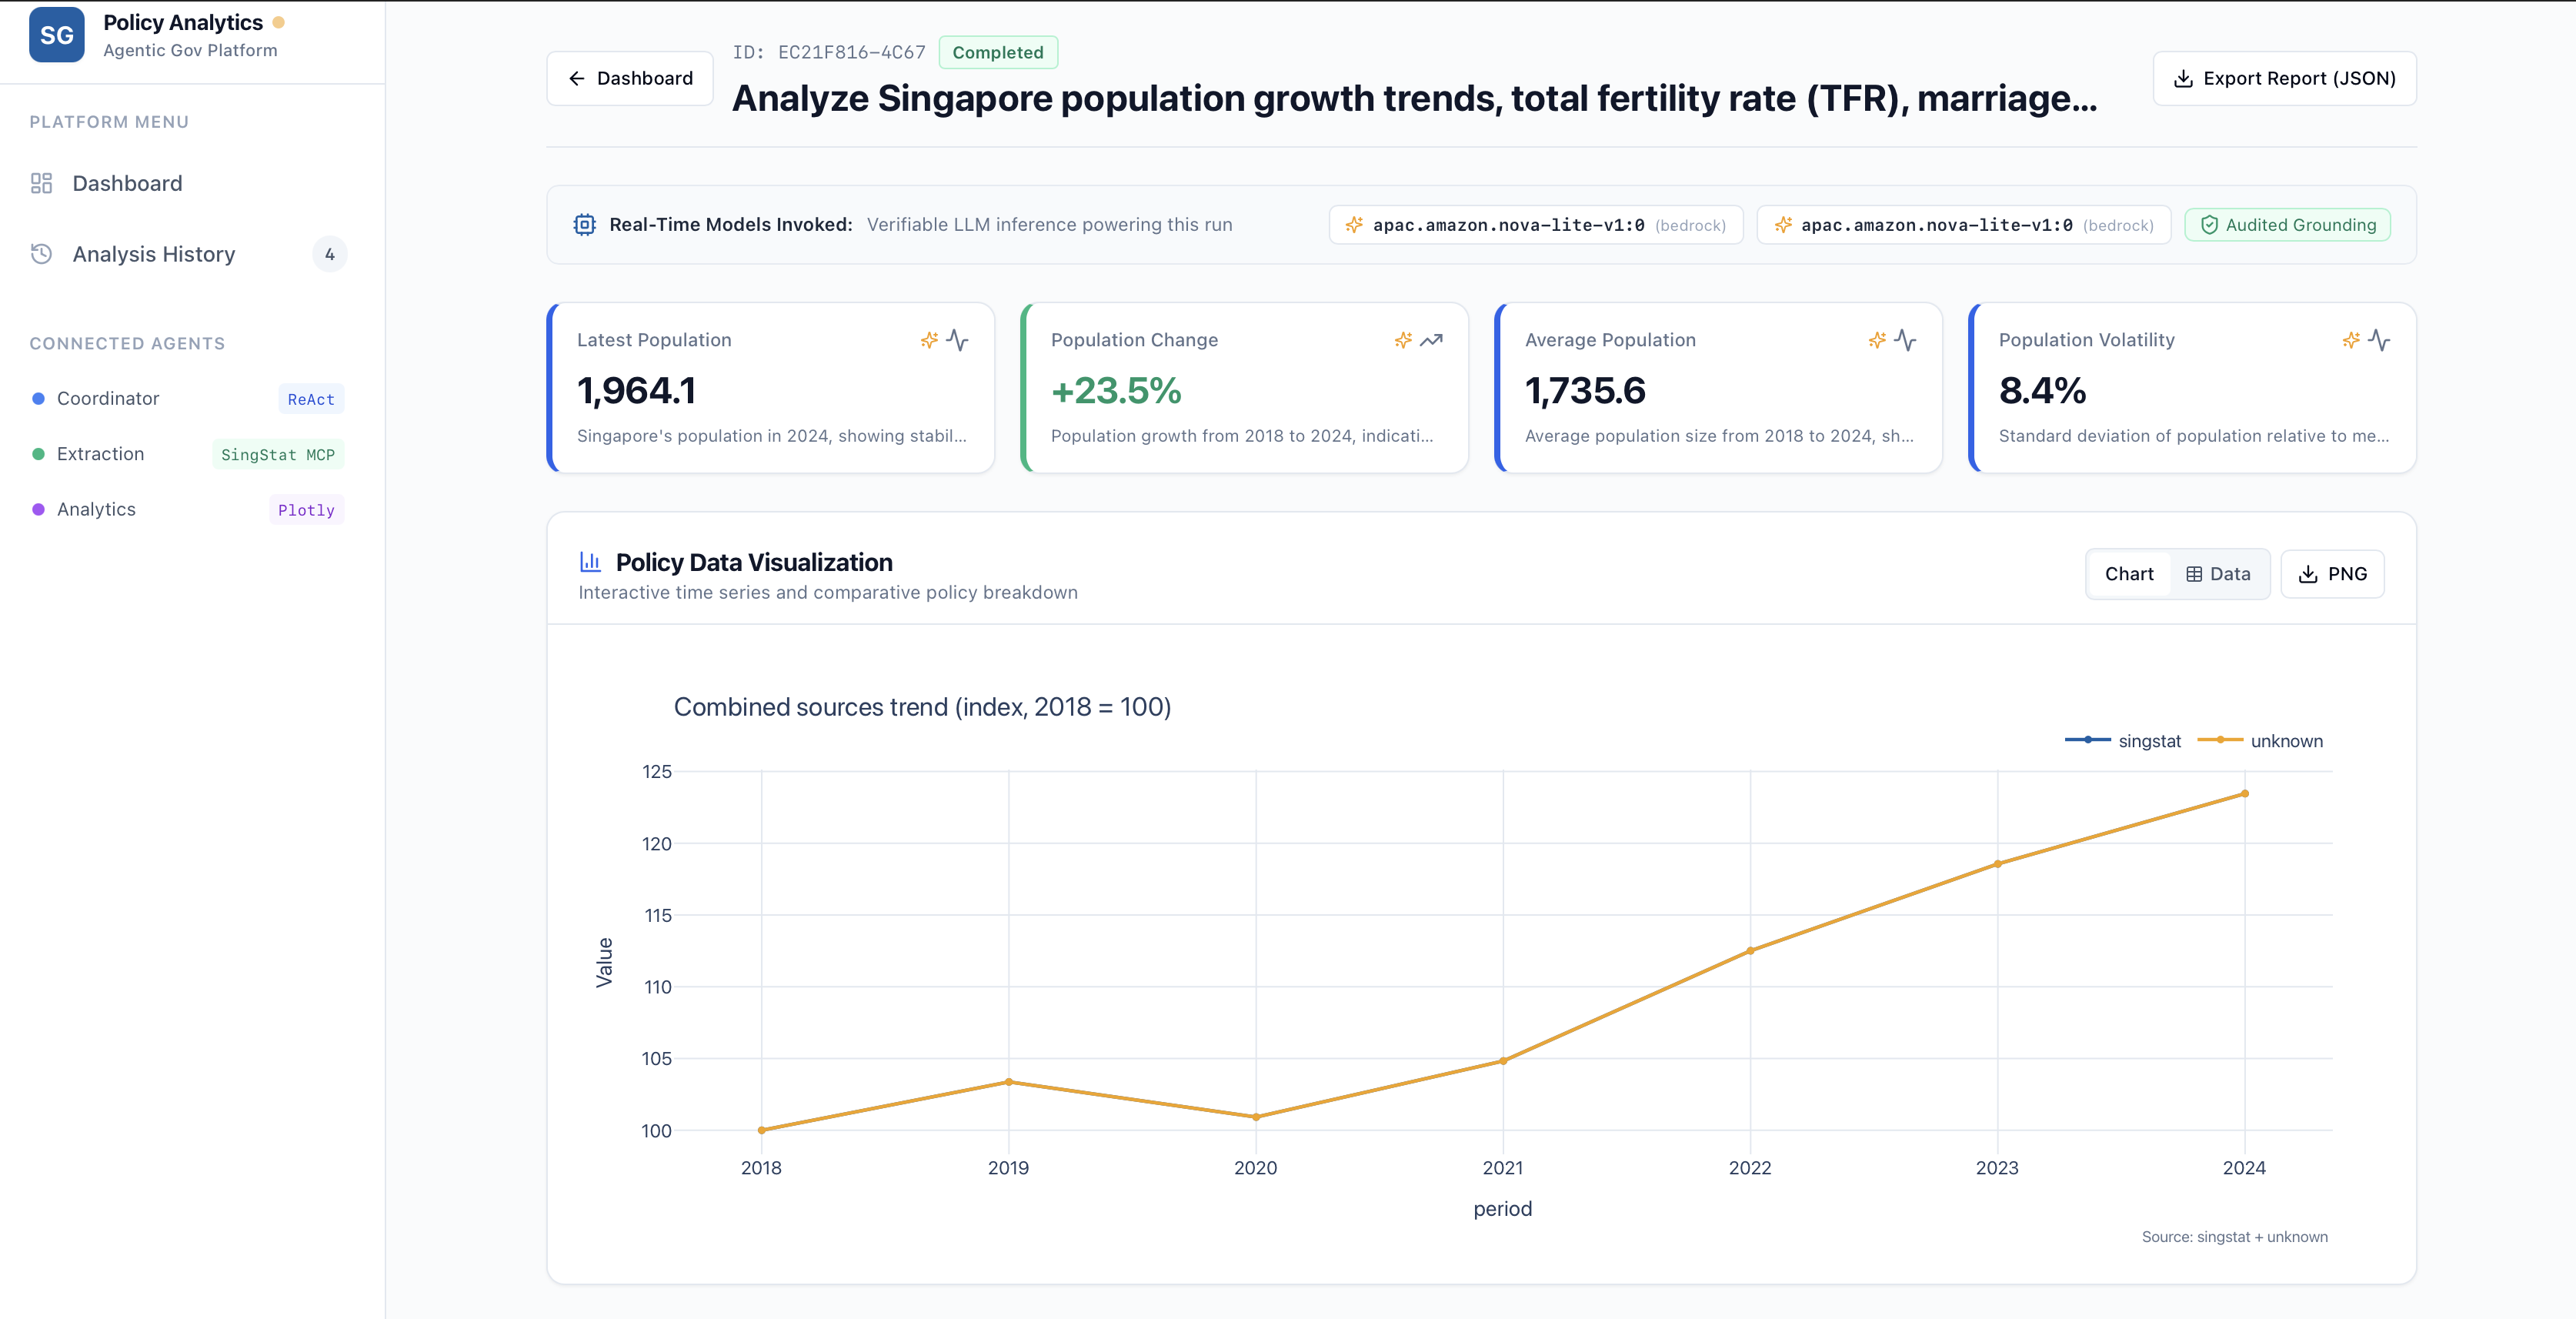 SG
Policy Analytics
Agentic Gov Platform
PLATFORM MENU
Dashboard
Analysis History
4
CONNECTED AGENTS
Coordinator
ReAct
Extraction
SingStat MCP
Analytics
Plotly
Dashboard
ID: EC21F816-4C67
Completed
Analyze Singapore population growth trends, total fertility rate (TFR), marriage...
Export Report (JSON)
Real-Time Models Invoked: Verifiable LLM inference powering this run
apac.amazon.nova-lite-v1:0 (bedrock)
apac.amazon.nova-lite-v1:0 (bedrock)
Audited Grounding
Latest Population
1,964.1
Singapore's population in 2024, showing stabil...
Population Change
+23.5%
Population growth from 2018 to 2024, indicati...
Average Population
1,735.6
Average population size from 2018 to 2024, sh...
Population Volatility
8.4%
Standard deviation of population relative to me...
Policy Data Visualization
Interactive time series and comparative policy breakdown
Chart
Data
PNG
Combined sources trend (index, 2018 = 100)
singstat
unknown
125
120
115
110
105
100
Value
2018
2019
2020
2021
2022
2023
2024
period
Source: singstat + unknown